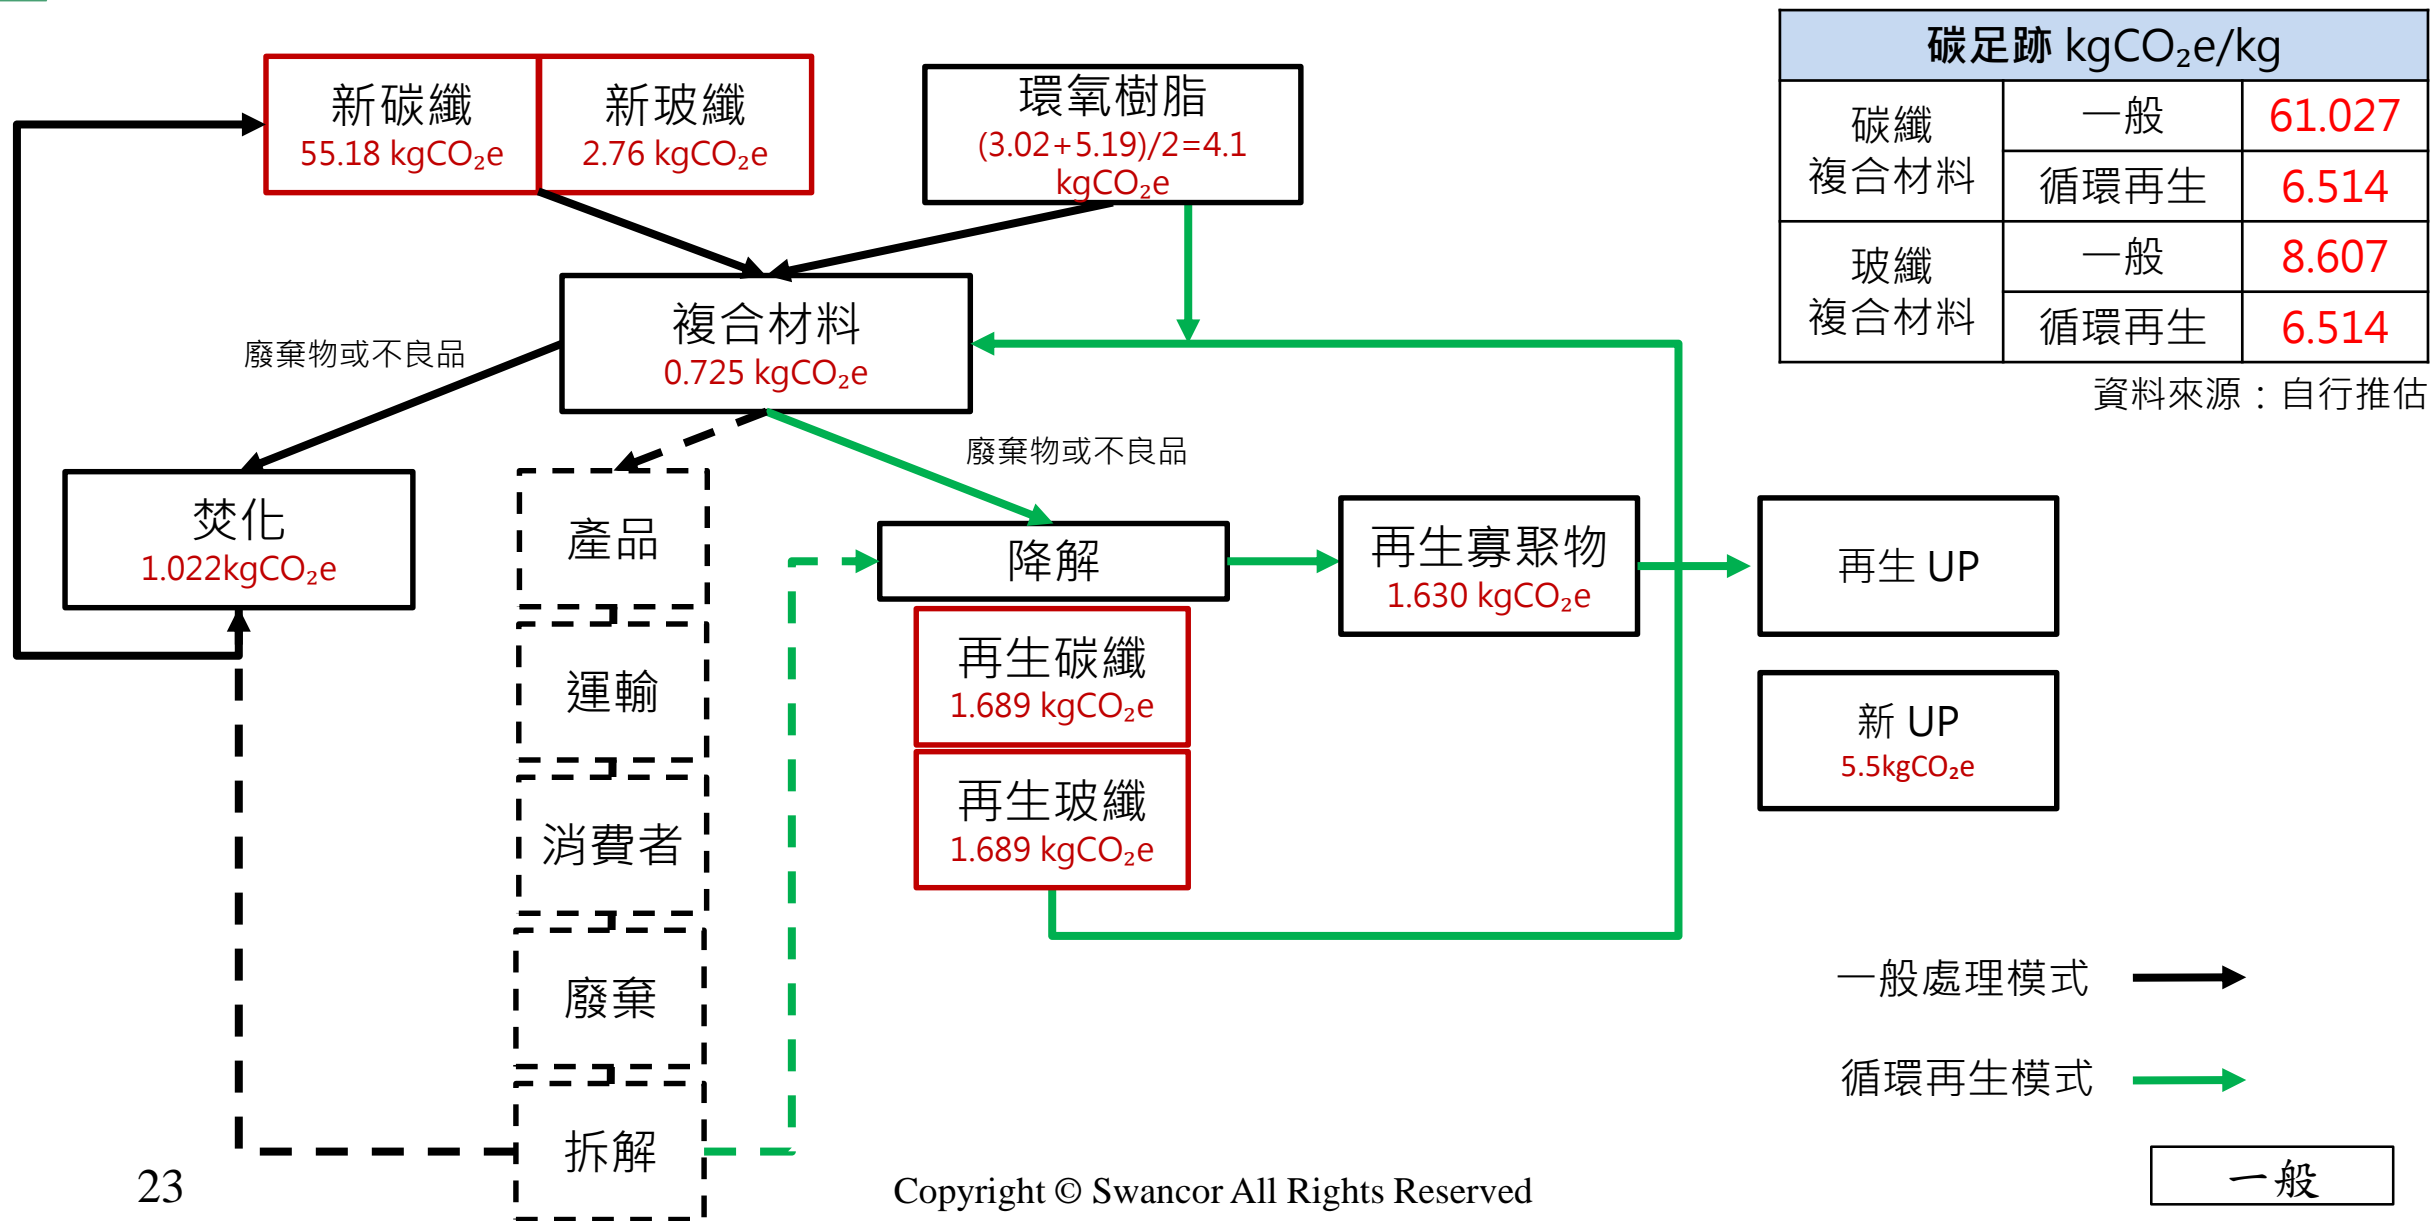 碳足跡 kgCO₂e/kg
碳纖
複合材料
一般
61.027
循環再生
6.514
玻纖
複合材料
一般
8.607
循環再生
6.514
資料來源：自行推估
新碳纖
55.18 kgCO₂e
新玻纖
2.76 kgCO₂e
環氧樹脂
(3.02+5.19)/2=4.1
kgCO₂e
複合材料
0.725 kgCO₂e
廢棄物或不良品
廢棄物或不良品
焚化
1.022kgCO₂e
產品
運輸
消費者
廢棄
拆解
降解
再生碳纖
1.689 kgCO₂e
再生玻纖
1.689 kgCO₂e
再生寡聚物
1.630 kgCO₂e
再生 UP
新 UP
5.5kgCO₂e
一般處理模式
循環再生模式
23
Copyright © Swancor All Rights Reserved
一般